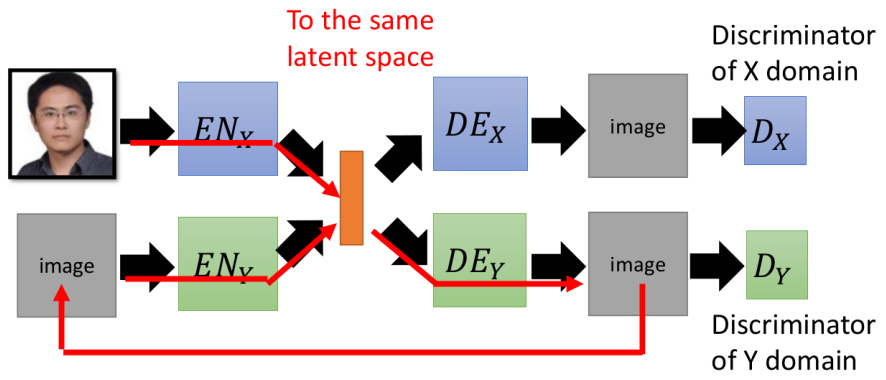 To the same
latent space
Discriminator
of X domain
EN_X
DE_X
image
D_X
image
EN_Y
DE_Y
image
D_Y
Discriminator
of Y domain